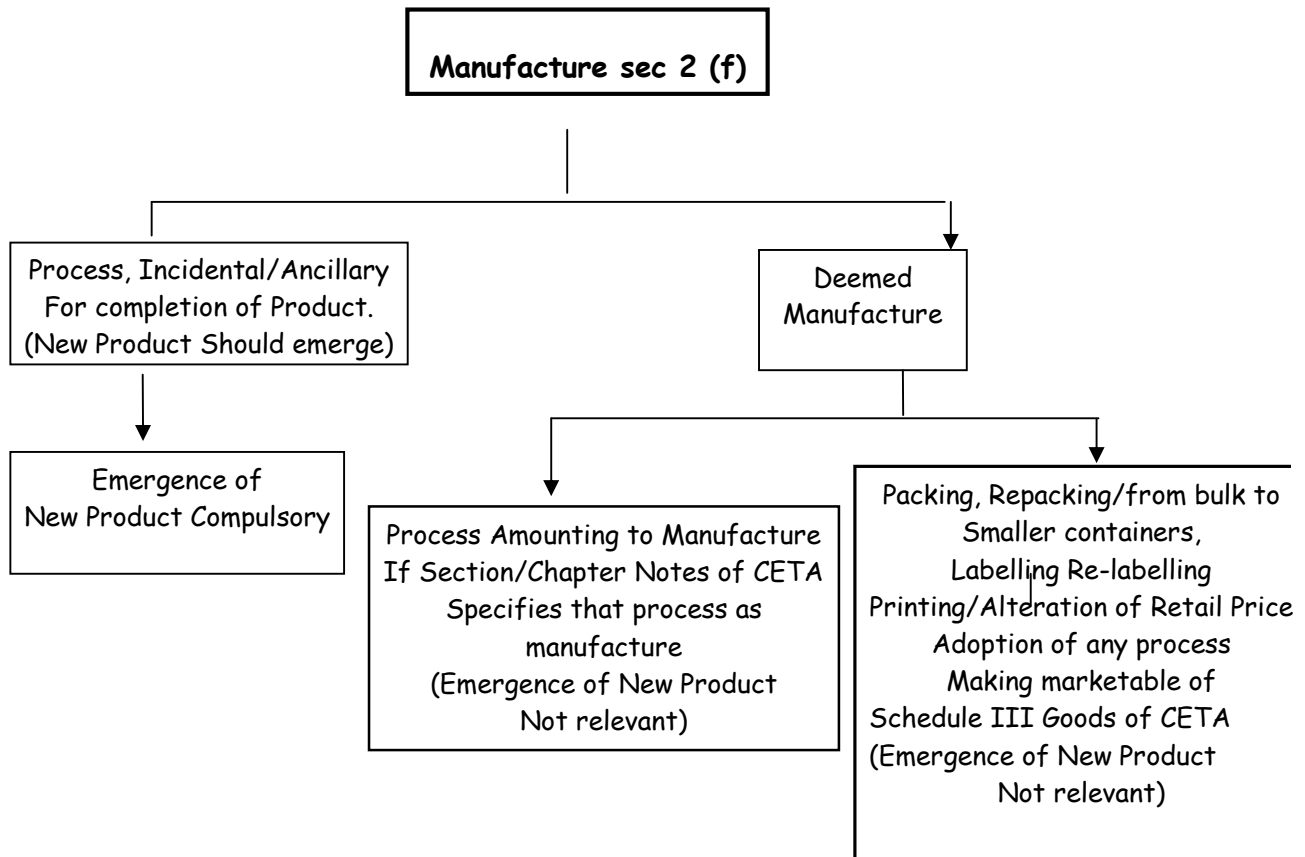 Manufacture sec 2 (f)
Process, Incidental/Ancillary
For completion of Product.
(New Product Should emerge)
Deemed
Manufacture
Emergence of
New Product Compulsory
Process Amounting to Manufacture
If Section/Chapter Notes of CETA
Specifies that process as
manufacture
(Emergence of New Product
Not relevant)
Packing, Repacking/from bulk to
Smaller containers,
Labelling Re-labelling
Printing/Alteration of Retail Price
Adoption of any process
Making marketable of
Schedule III Goods of CETA
(Emergence of New Product
Not relevant)